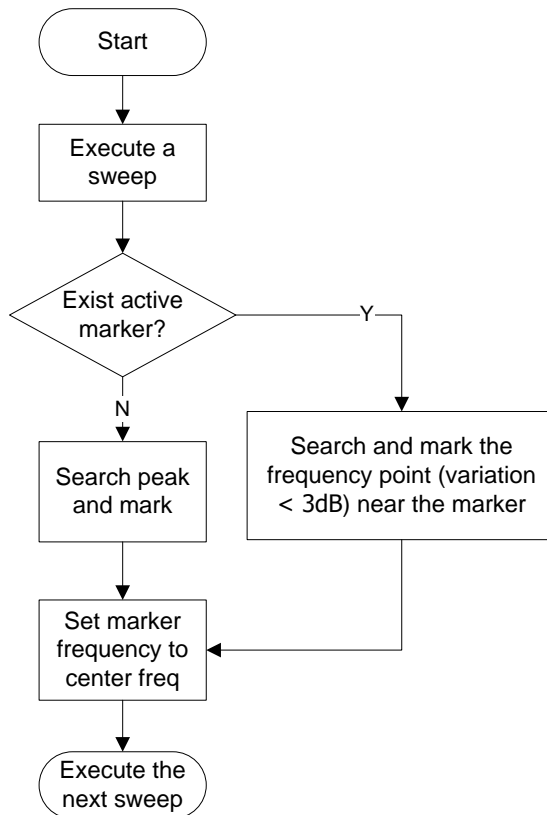 Start
Execute a
sweep
Exist active
marker?
Y
N
Search peak
and mark
Search and mark the
frequency point (variation
< 3dB) near the marker
Set marker
frequency to
center freq
Execute the
next sweep